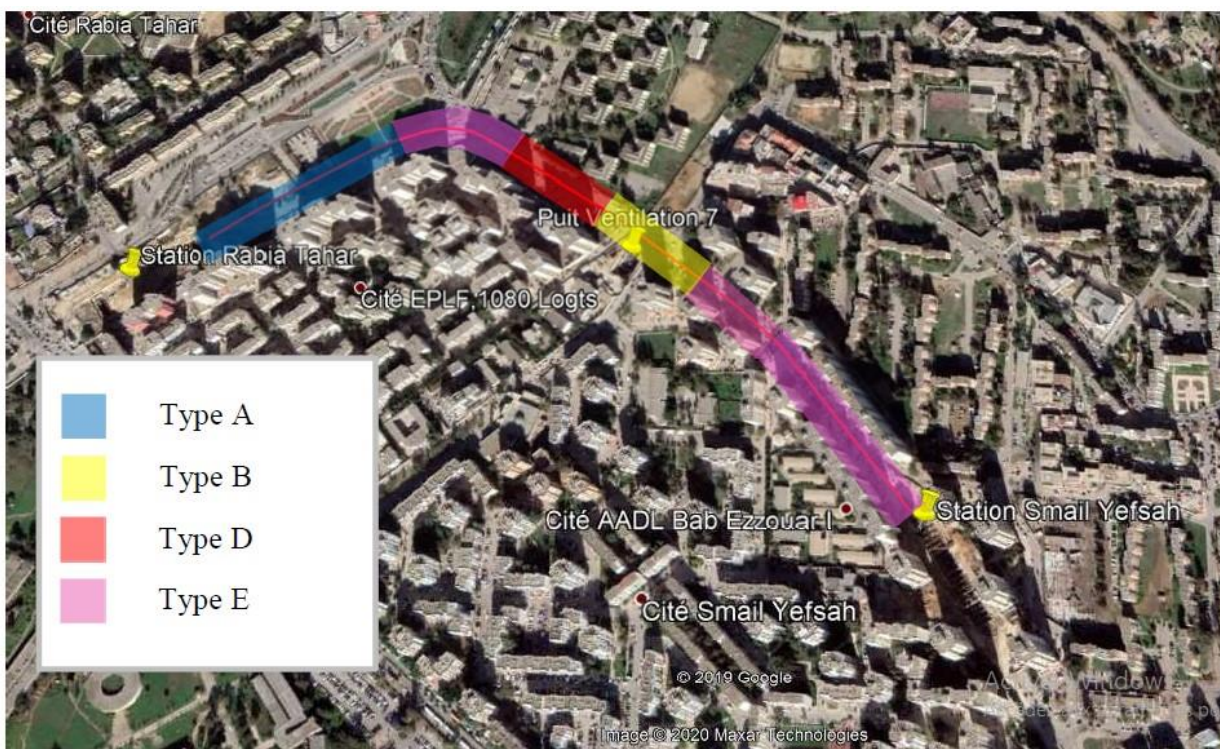 Cité Rabia Tahar
Puit Ventilation 7
Station Rabia Tahar
Cité EPLF 1080 Logts
Type A
Type B
Type D
Type E
Cité AADL Bab Ezzouar I
Station Smail Yefsah
Cité Smail Yefsah
© 2019 Google
Image © 2020 Maxar Technologies